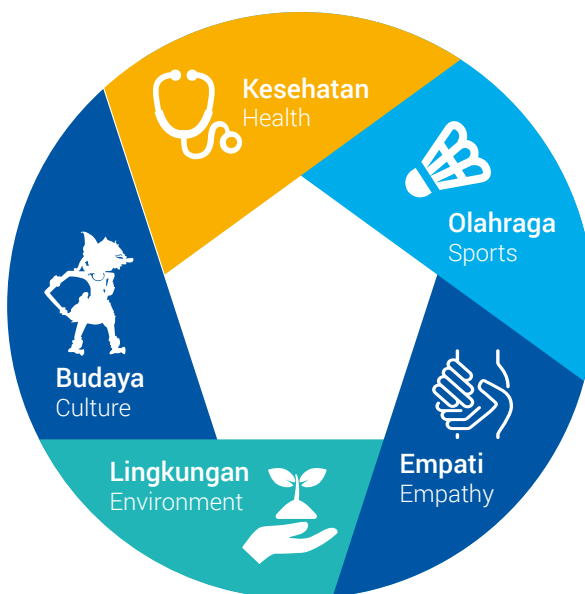 Kesehatan
Health
Olahraga
Sports
Empati
Empathy
Lingkungan
Environment
Budaya
Culture